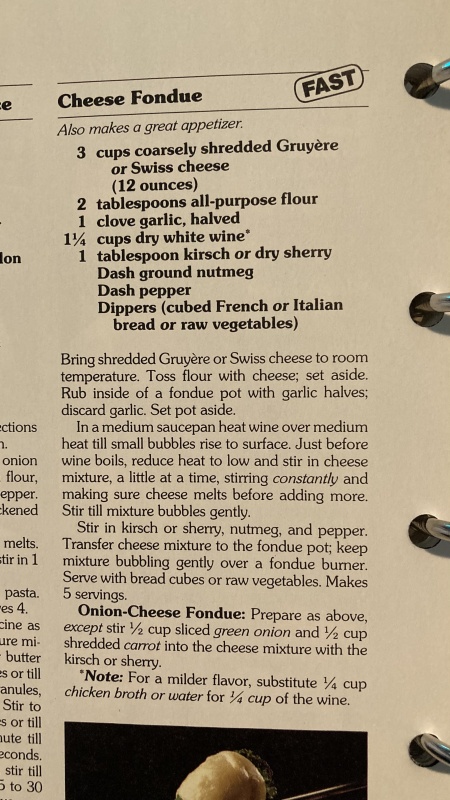 ce
lon
ections
n.
onion
flour,
epper.
ckened
melts.
stir in 1
pasta.
es 4.
cine as
ure mi-
butter
s or till
anules,
Stir to
s or till
nute till
econds.
stir till
5 to 30
Cheese Fondue
FAST
Also makes a great appetizer.
3 cups coarsely shredded Gruyère
or Swiss cheese
(12 ounces)
2 tablespoons all-purpose flour
1 clove garlic, halved
1¼ cups dry white wine*
1 tablespoon kirsch or dry sherry
Dash ground nutmeg
Dash pepper
Dippers (cubed French or Italian
bread or raw vegetables)
Bring shredded Gruyère or Swiss cheese to room
temperature. Toss flour with cheese; set aside.
Rub inside of a fondue pot with garlic halves;
discard garlic. Set pot aside.
In a medium saucepan heat wine over medium
heat till small bubbles rise to surface. Just before
wine boils, reduce heat to low and stir in cheese
mixture, a little at a time, stirring constantly and
making sure cheese melts before adding more.
Stir till mixture bubbles gently.
Stir in kirsch or sherry, nutmeg, and pepper.
Transfer cheese mixture to the fondue pot; keep
mixture bubbling gently over a fondue burner.
Serve with bread cubes or raw vegetables. Makes
5 servings.
Onion-Cheese Fondue: Prepare as above,
except stir ½ cup sliced green onion and ½ cup
shredded carrot into the cheese mixture with the
kirsch or sherry.
*Note: For a milder flavor, substitute ¼ cup
chicken broth or water for ¼ cup of the wine.